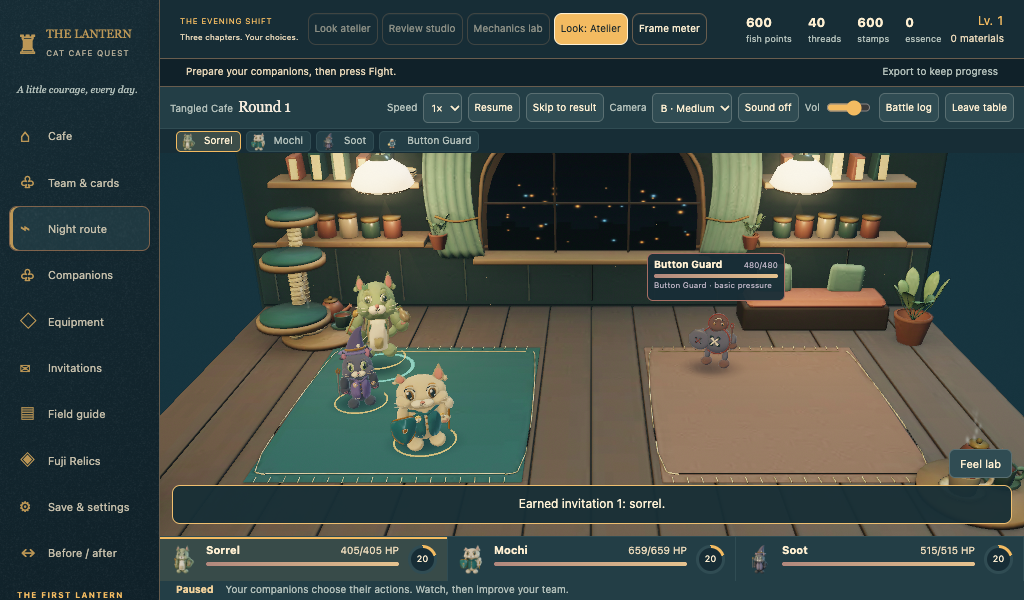 THE LANTERN
CAT CAFE QUEST
A little courage, every day.
Cafe
Team & cards
Night route
Companions
Equipment
Invitations
Field guide
Fuji Relics
Save & settings
Before / after
THE FIRST LANTERN
THE EVENING SHIFT
Three chapters. Your choices.
Look atelier
Review studio
Mechanics lab
Look: Atelier
Frame meter
600 fish points
40 threads
600 stamps
0 essence
Lv. 1
0 materials
Prepare your companions, then press Fight.
Export to keep progress
Tangled Cafe Round 1
Speed 1x Resume Skip to result Camera B · Medium Sound off Vol Battle log Leave table
Sorrel Mochi Soot Button Guard
Button Guard 480/480
Button Guard · basic pressure
Feel lab
Earned invitation 1: sorrel.
Sorrel 405/405 HP 20
Mochi 659/659 HP 20
Soot 515/515 HP 20
Paused Your companions choose their actions. Watch, then improve your team.